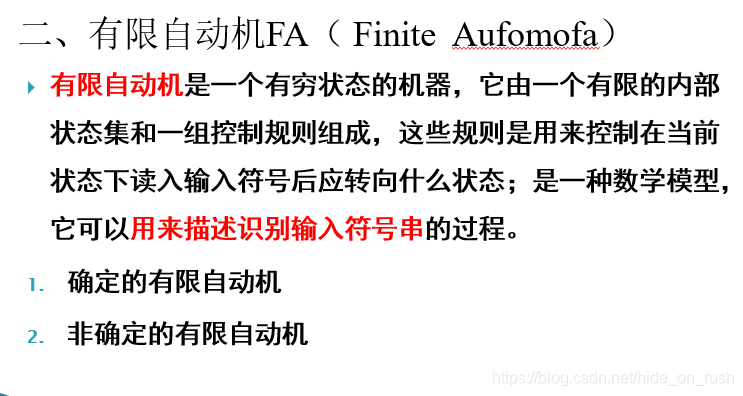 二、有限自动机FA（ Finite Aufomofa）
有限自动机是一个有穷状态的机器，它由一个有限的内部
状态集和一组控制规则组成，这些规则是用来控制在当前
状态下读入输入符号后应转向什么状态；是一种数学模型，
它可以用来描述识别输入符号串的过程。
1. 确定的有限自动机
2. 非确定的有限自动机
https://blog.csdn.net/hide_on_rush